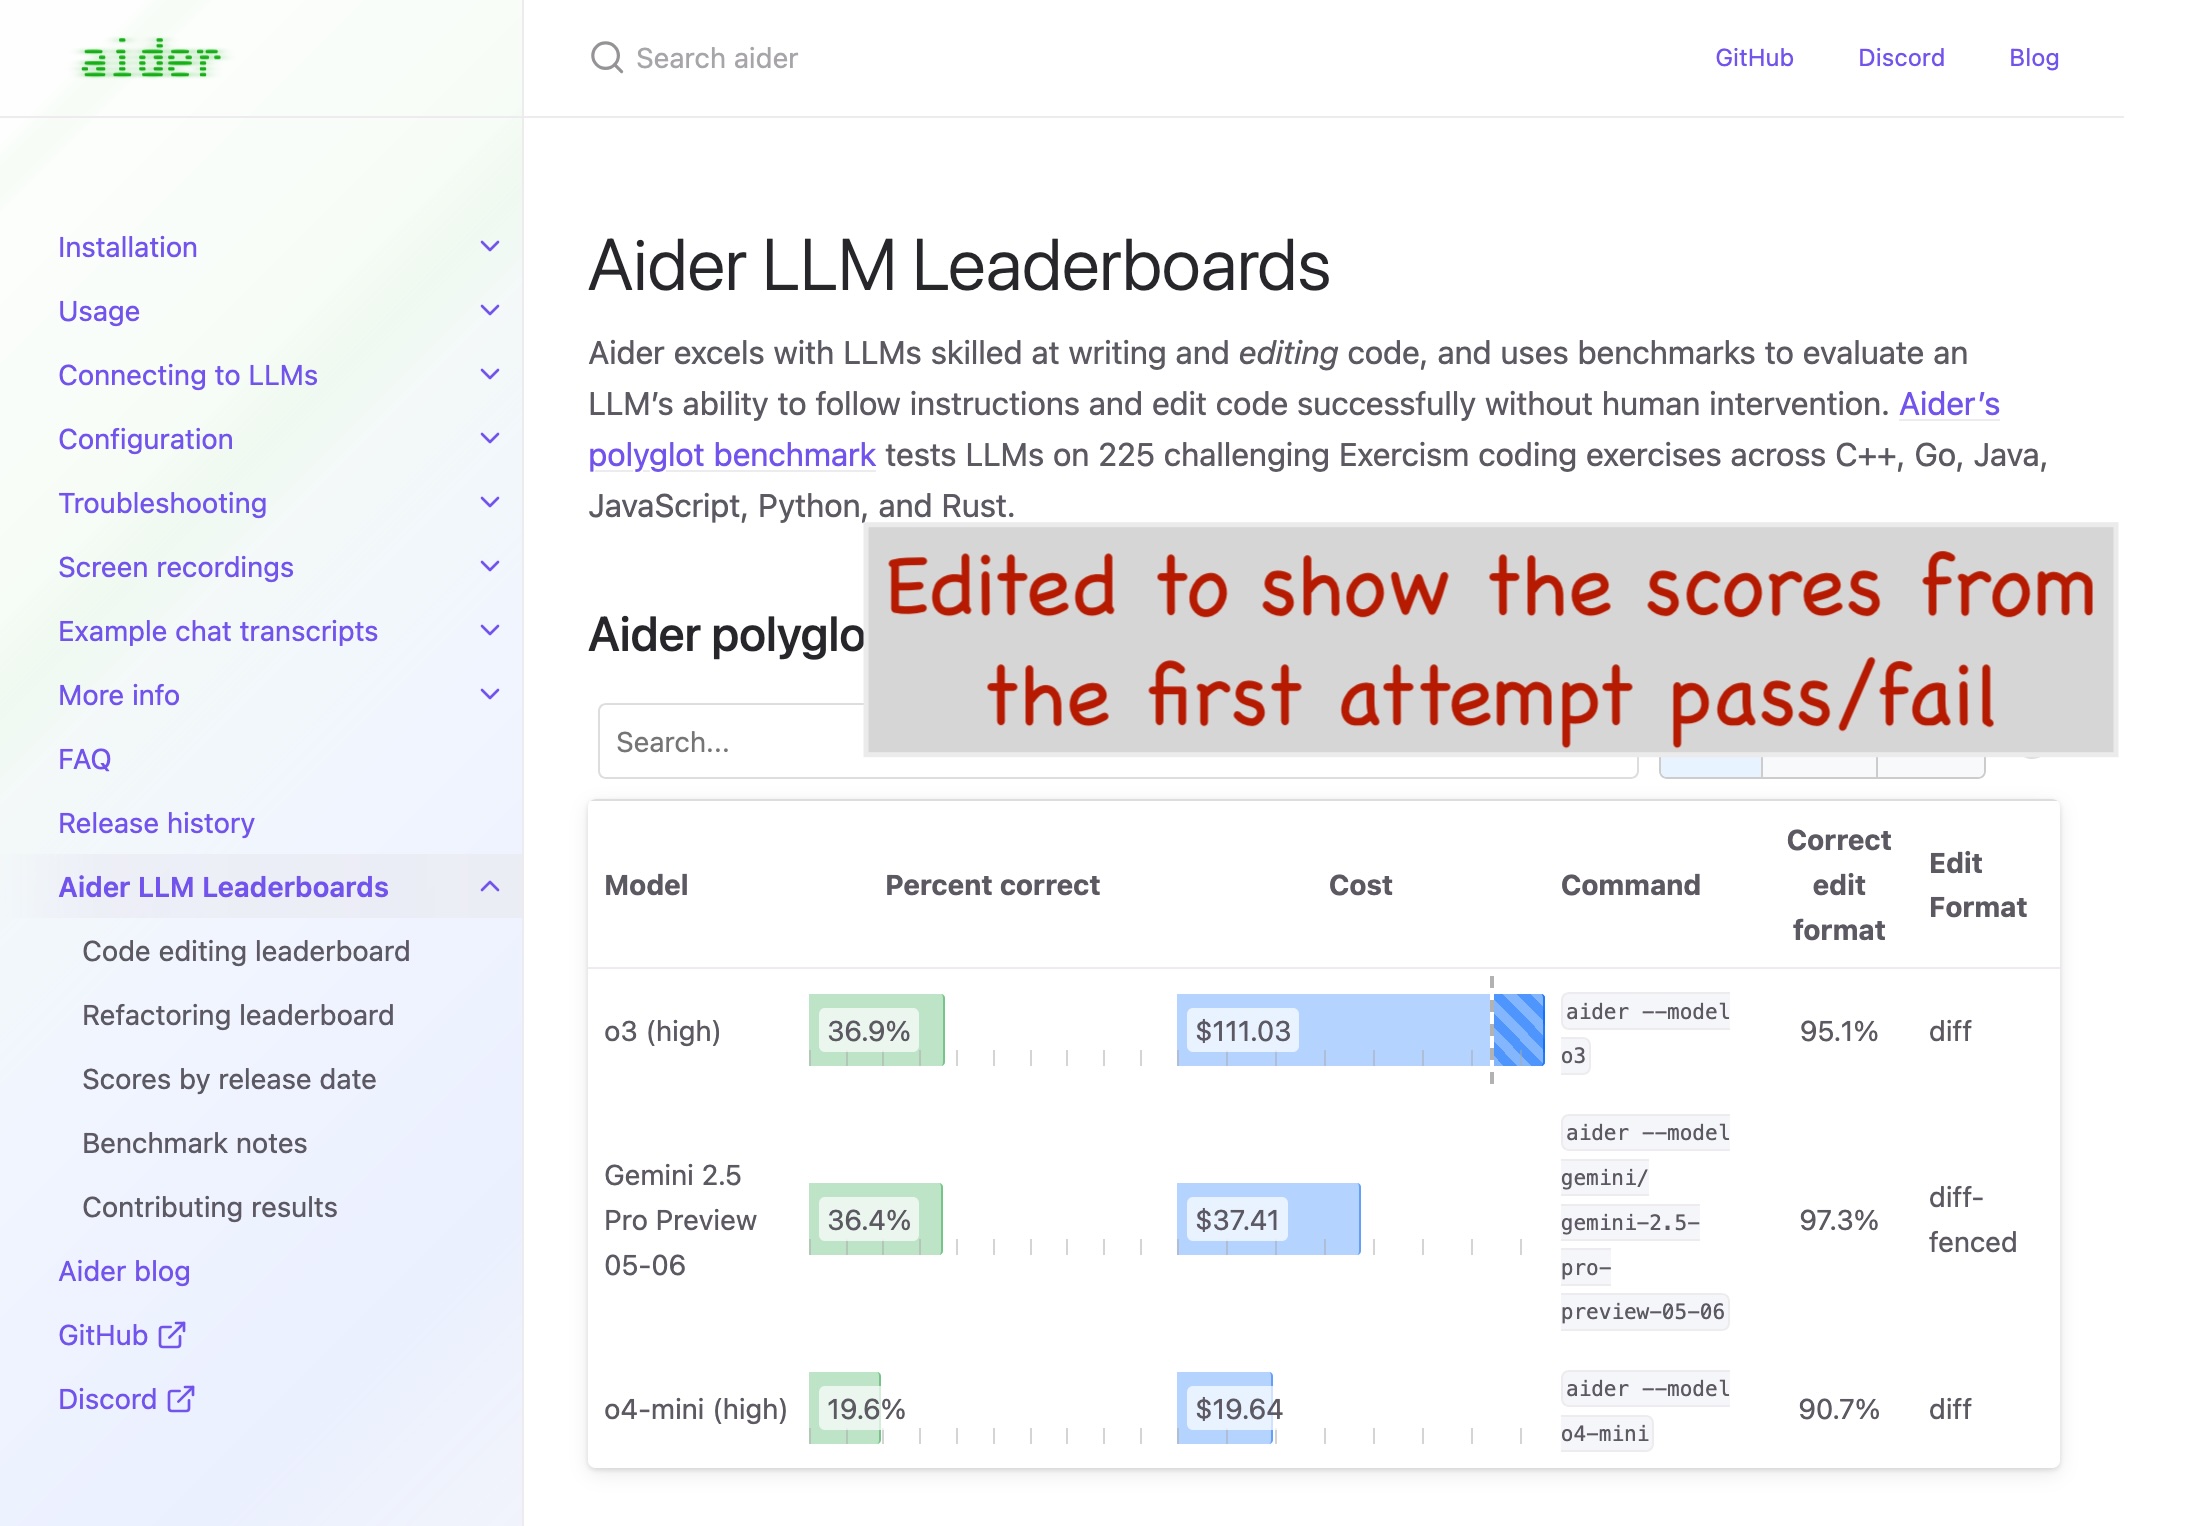 aider
Search aider
GitHub
Discord
Blog
Installation
Usage
Connecting to LLMs
Configuration
Troubleshooting
Screen recordings
Example chat transcripts
More info
FAQ
Release history
Aider LLM Leaderboards
Code editing leaderboard
Refactoring leaderboard
Scores by release date
Benchmark notes
Contributing results
Aider blog
GitHub
Discord
Aider LLM Leaderboards
Aider excels with LLMs skilled at writing and editing code, and uses benchmarks to evaluate an
LLM’s ability to follow instructions and edit code successfully without human intervention. Aider’s
polyglot benchmark tests LLMs on 225 challenging Exercism coding exercises across C++, Go, Java,
JavaScript, Python, and Rust.
Edited to show the scores from
the first attempt pass/fail
Aider polyglo
Search...
Model
Percent correct
Cost
Command
Correct
edit
format
Edit
Format
o3 (high)
36.9%
$111.03
aider --model
o3
95.1%
diff
Gemini 2.5
Pro Preview
05-06
36.4%
$37.41
aider --model
gemini/
gemini-2.5-
pro-
preview-05-06
97.3%
diff-
fenced
o4-mini (high)
19.6%
$19.64
aider --model
o4-mini
90.7%
diff